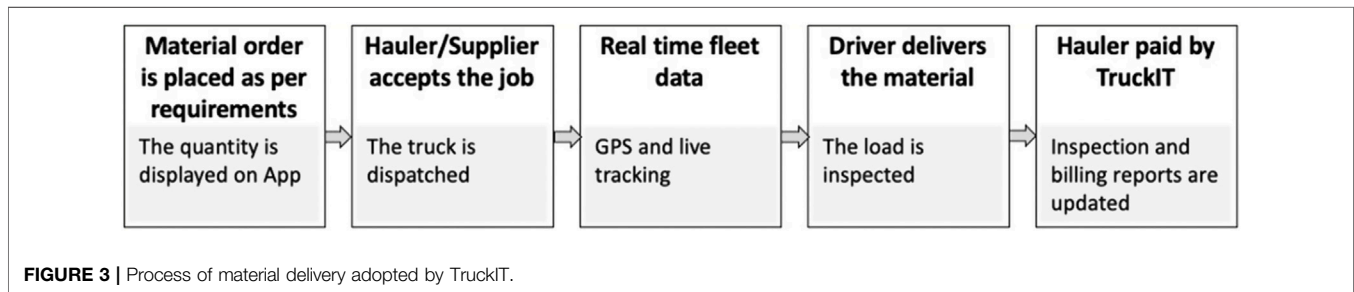 Material order
is placed as per
requirements
The quantity is
displayed on App
Hauler/Supplier
accepts the job
The truck is
dispatched
Real time fleet
data
GPS and live
tracking
Driver delivers
the material
The load is
inspected
Hauler paid by
TruckIT
Inspection and
billing reports are
updated
FIGURE 3 | Process of material delivery adopted by TruckIT.